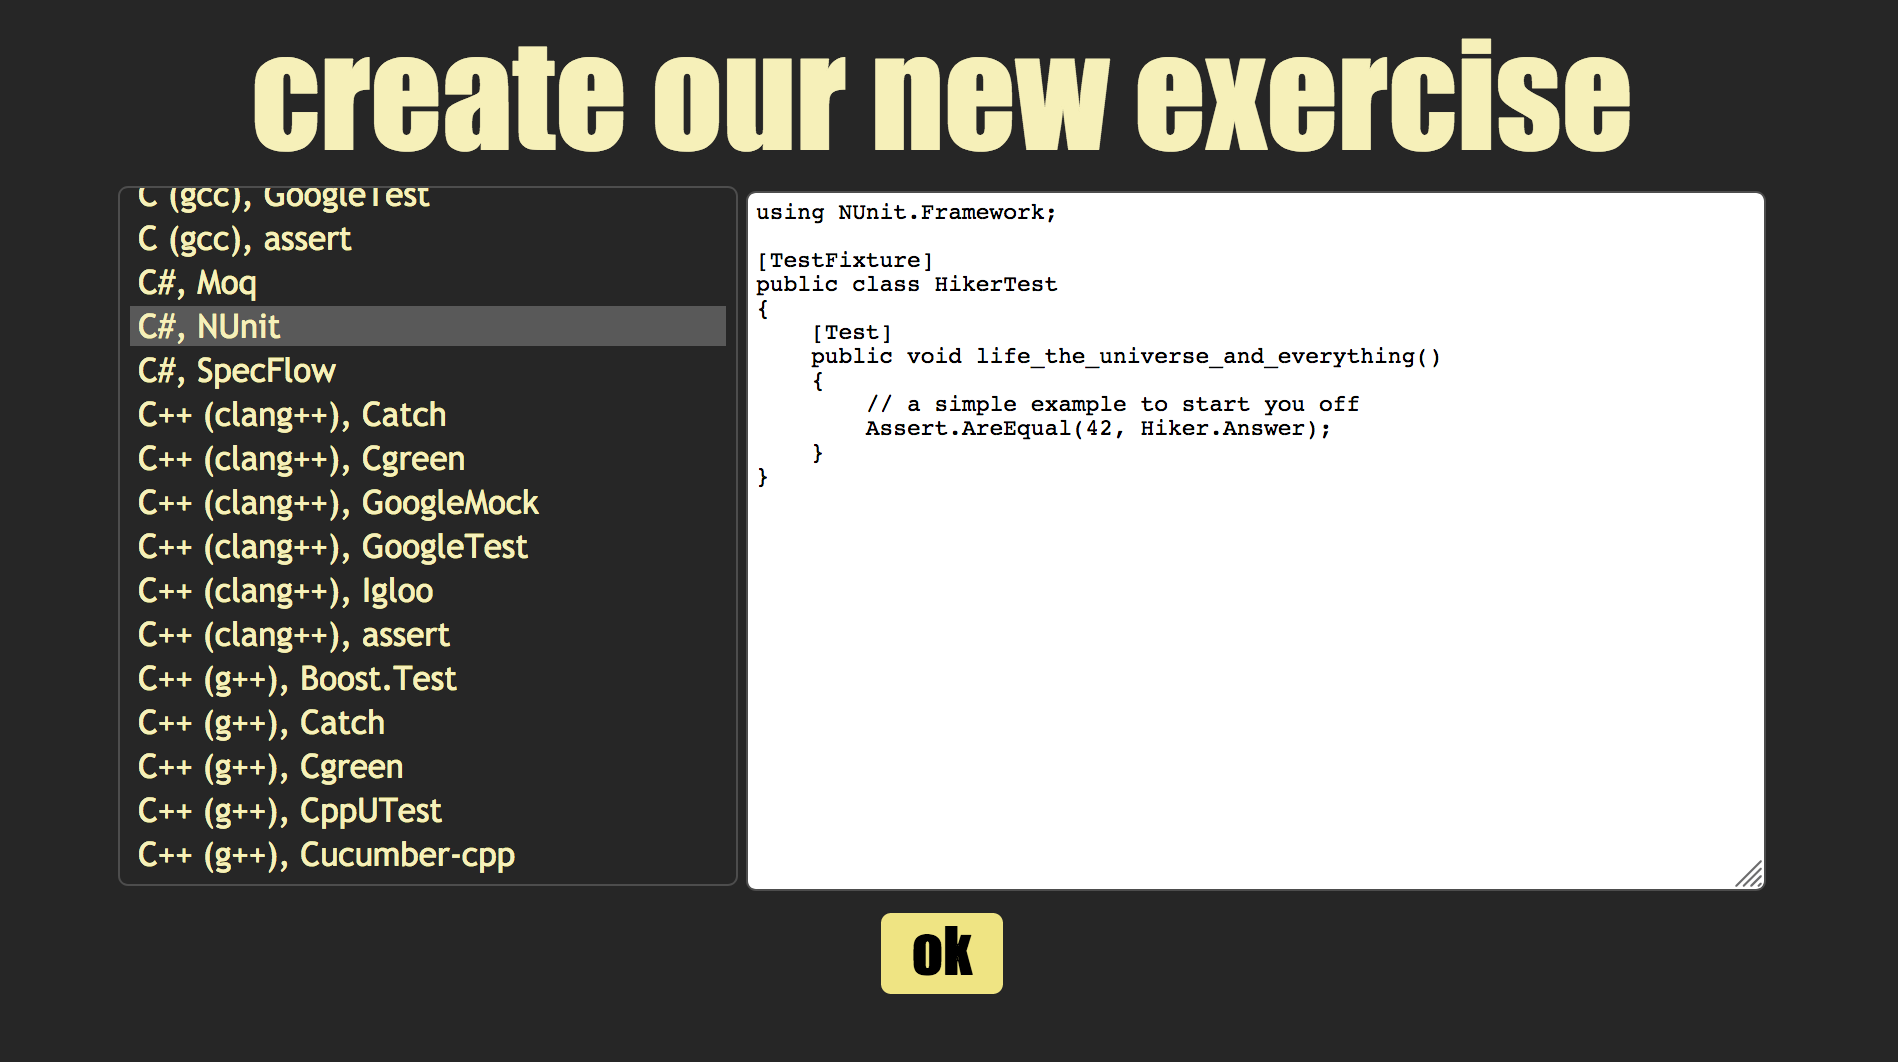 create our new exercise
C (gcc), GoogleTest
C (gcc), assert
C#, Moq
C#, NUnit
C#, SpecFlow
C++ (clang++), Catch
C++ (clang++), Cgreen
C++ (clang++), GoogleMock
C++ (clang++), GoogleTest
C++ (clang++), Igloo
C++ (clang++), assert
C++ (g++), Boost.Test
C++ (g++), Catch
C++ (g++), Cgreen
C++ (g++), CppUTest
C++ (g++), Cucumber-cpp
using NUnit.Framework;
[TestFixture]
public class HikerTest
{
    [Test]
    public void life_the_universe_and_everything()
    {
        // a simple example to start you off
        Assert.AreEqual(42, Hiker.Answer);
    }
}
ok